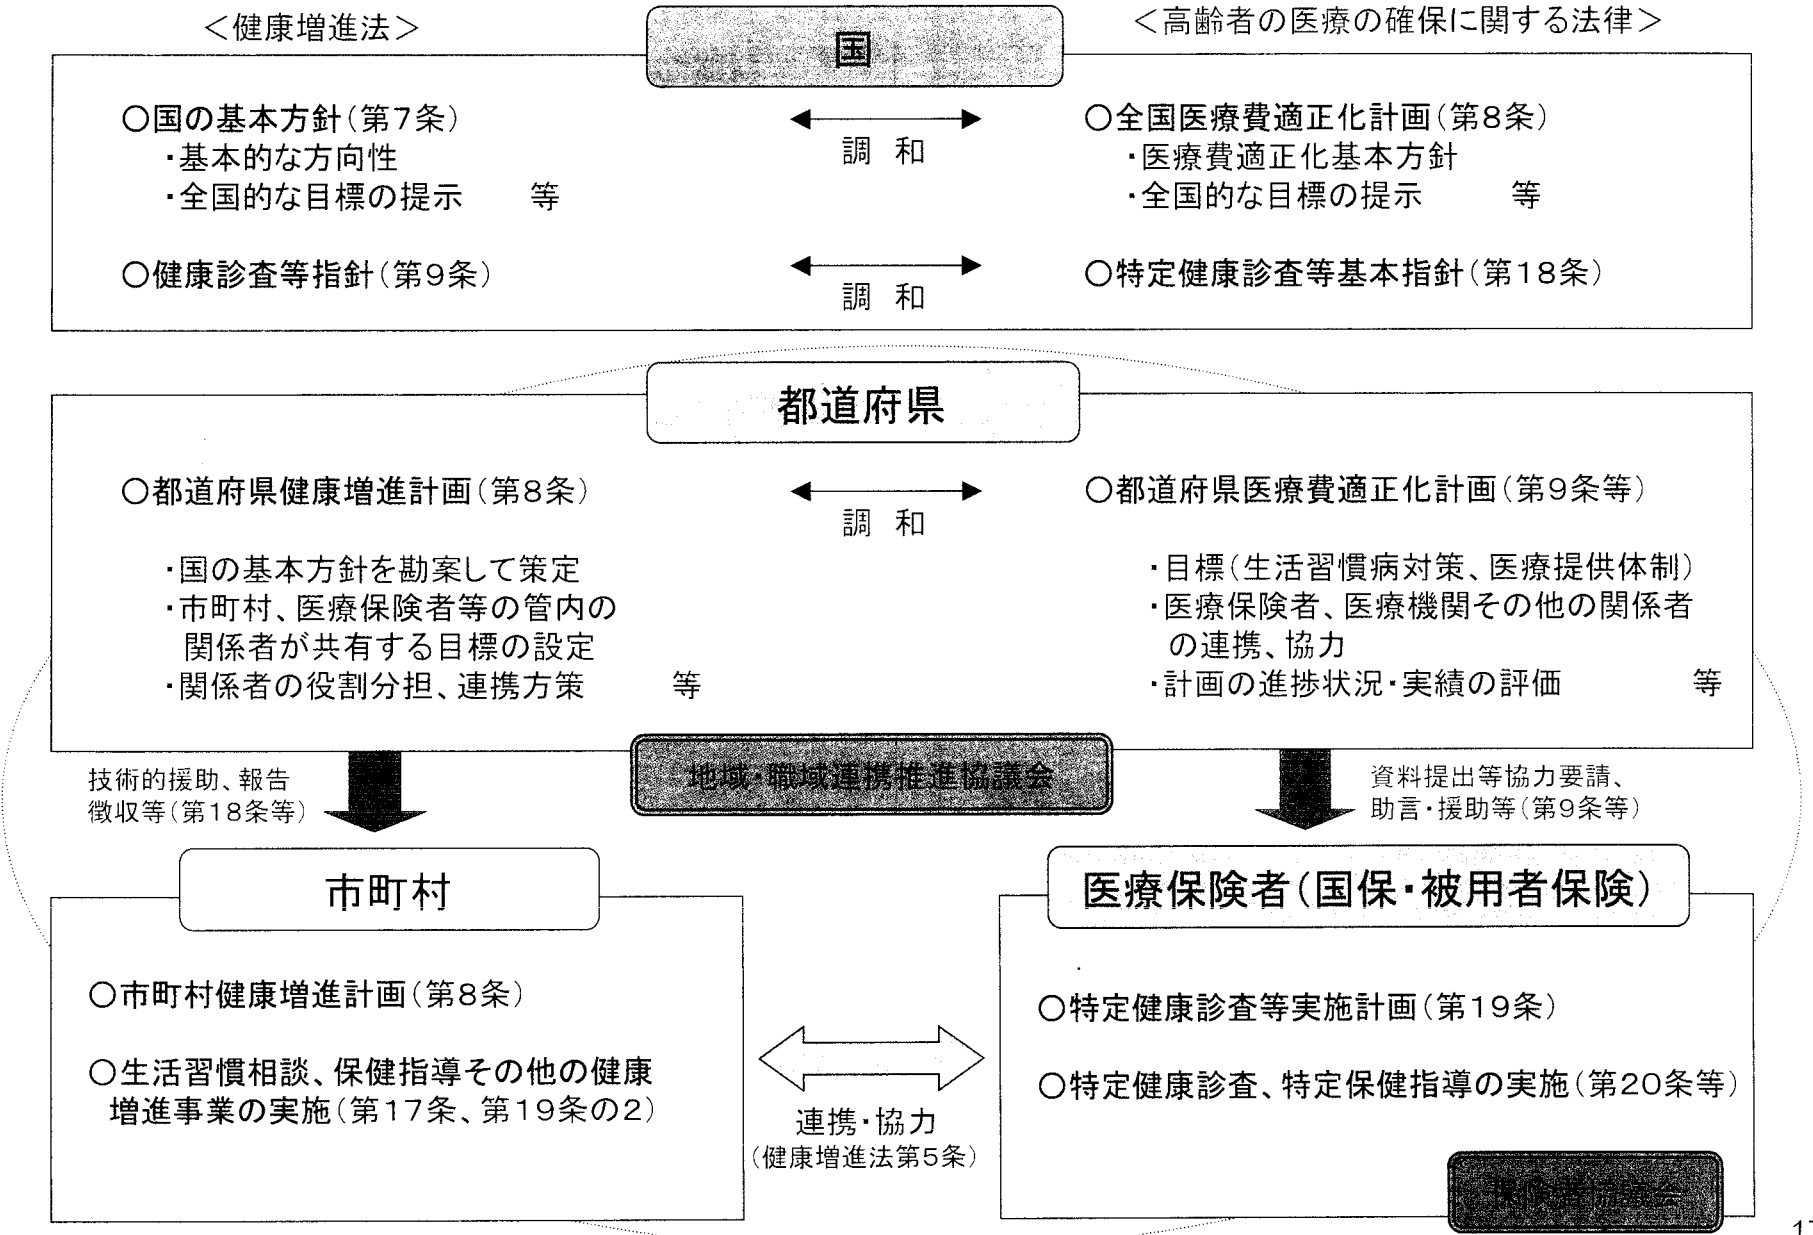 ＜健康増進法＞
国
＜高齢者の医療の確保に関する法律＞
○国の基本方針(第7条)
・基本的な方向性
・全国的な目標の提示　　等
調 和
○全国医療費適正化計画(第8条)
・医療費適正化基本方針
・全国的な目標の提示　　等
○健康診査等指針(第9条)
調 和
○特定健康診査等基本指針(第18条)
都道府県
○都道府県健康増進計画(第8条)
調 和
○都道府県医療費適正化計画(第9条等)
・国の基本方針を勘案して策定
・市町村、医療保険者等の管内の
関係者が共有する目標の設定
・関係者の役割分担、連携方策　　等
・目標(生活習慣病対策、医療提供体制)
・医療保険者、医療機関その他の関係者
の連携、協力
・計画の進捗状況・実績の評価　　等
地域・職域連携推進協議会
技術的援助、報告
徴収等(第18条等)
資料提出等協力要請、
助言・援助等(第9条等)
市町村
○市町村健康増進計画(第8条)
○生活習慣相談、保健指導その他の健康
増進事業の実施(第17条、第19条の2)
連携・協力
(健康増進法第5条)
医療保険者(国保・被用者保険)
○特定健康診査等実施計画(第19条)
○特定健康診査、特定保健指導の実施(第20条等)
保険者協議会